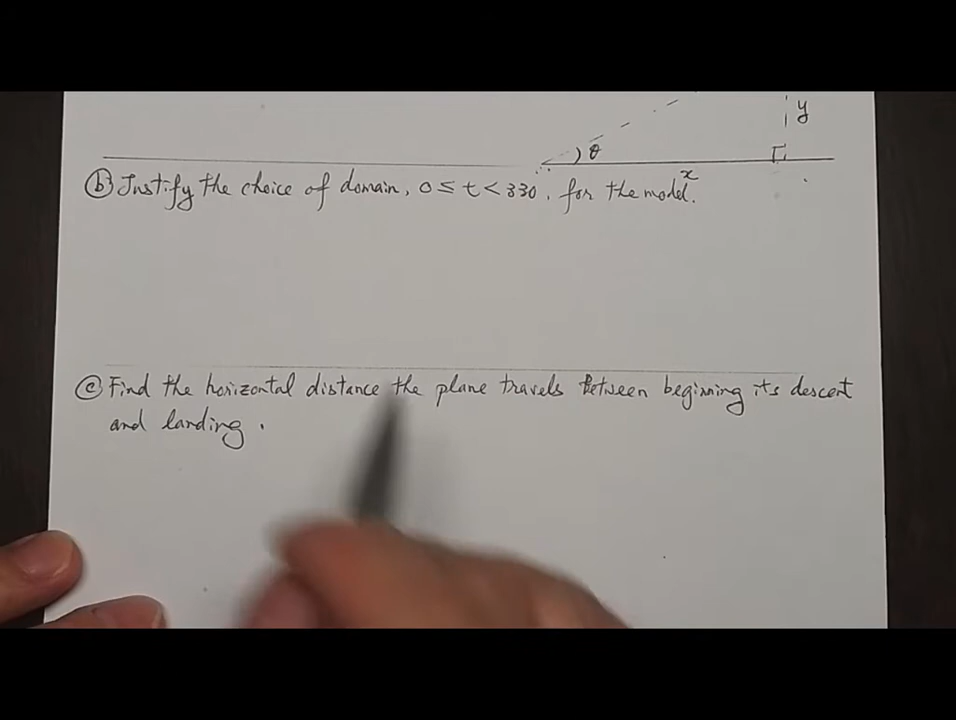 y
θ
x
ⓑ Justify the choice of domain, 0 ≤ t < 330, for the model.
ⓒ Find the horizontal distance the plane travels between beginning its descent
and landing.